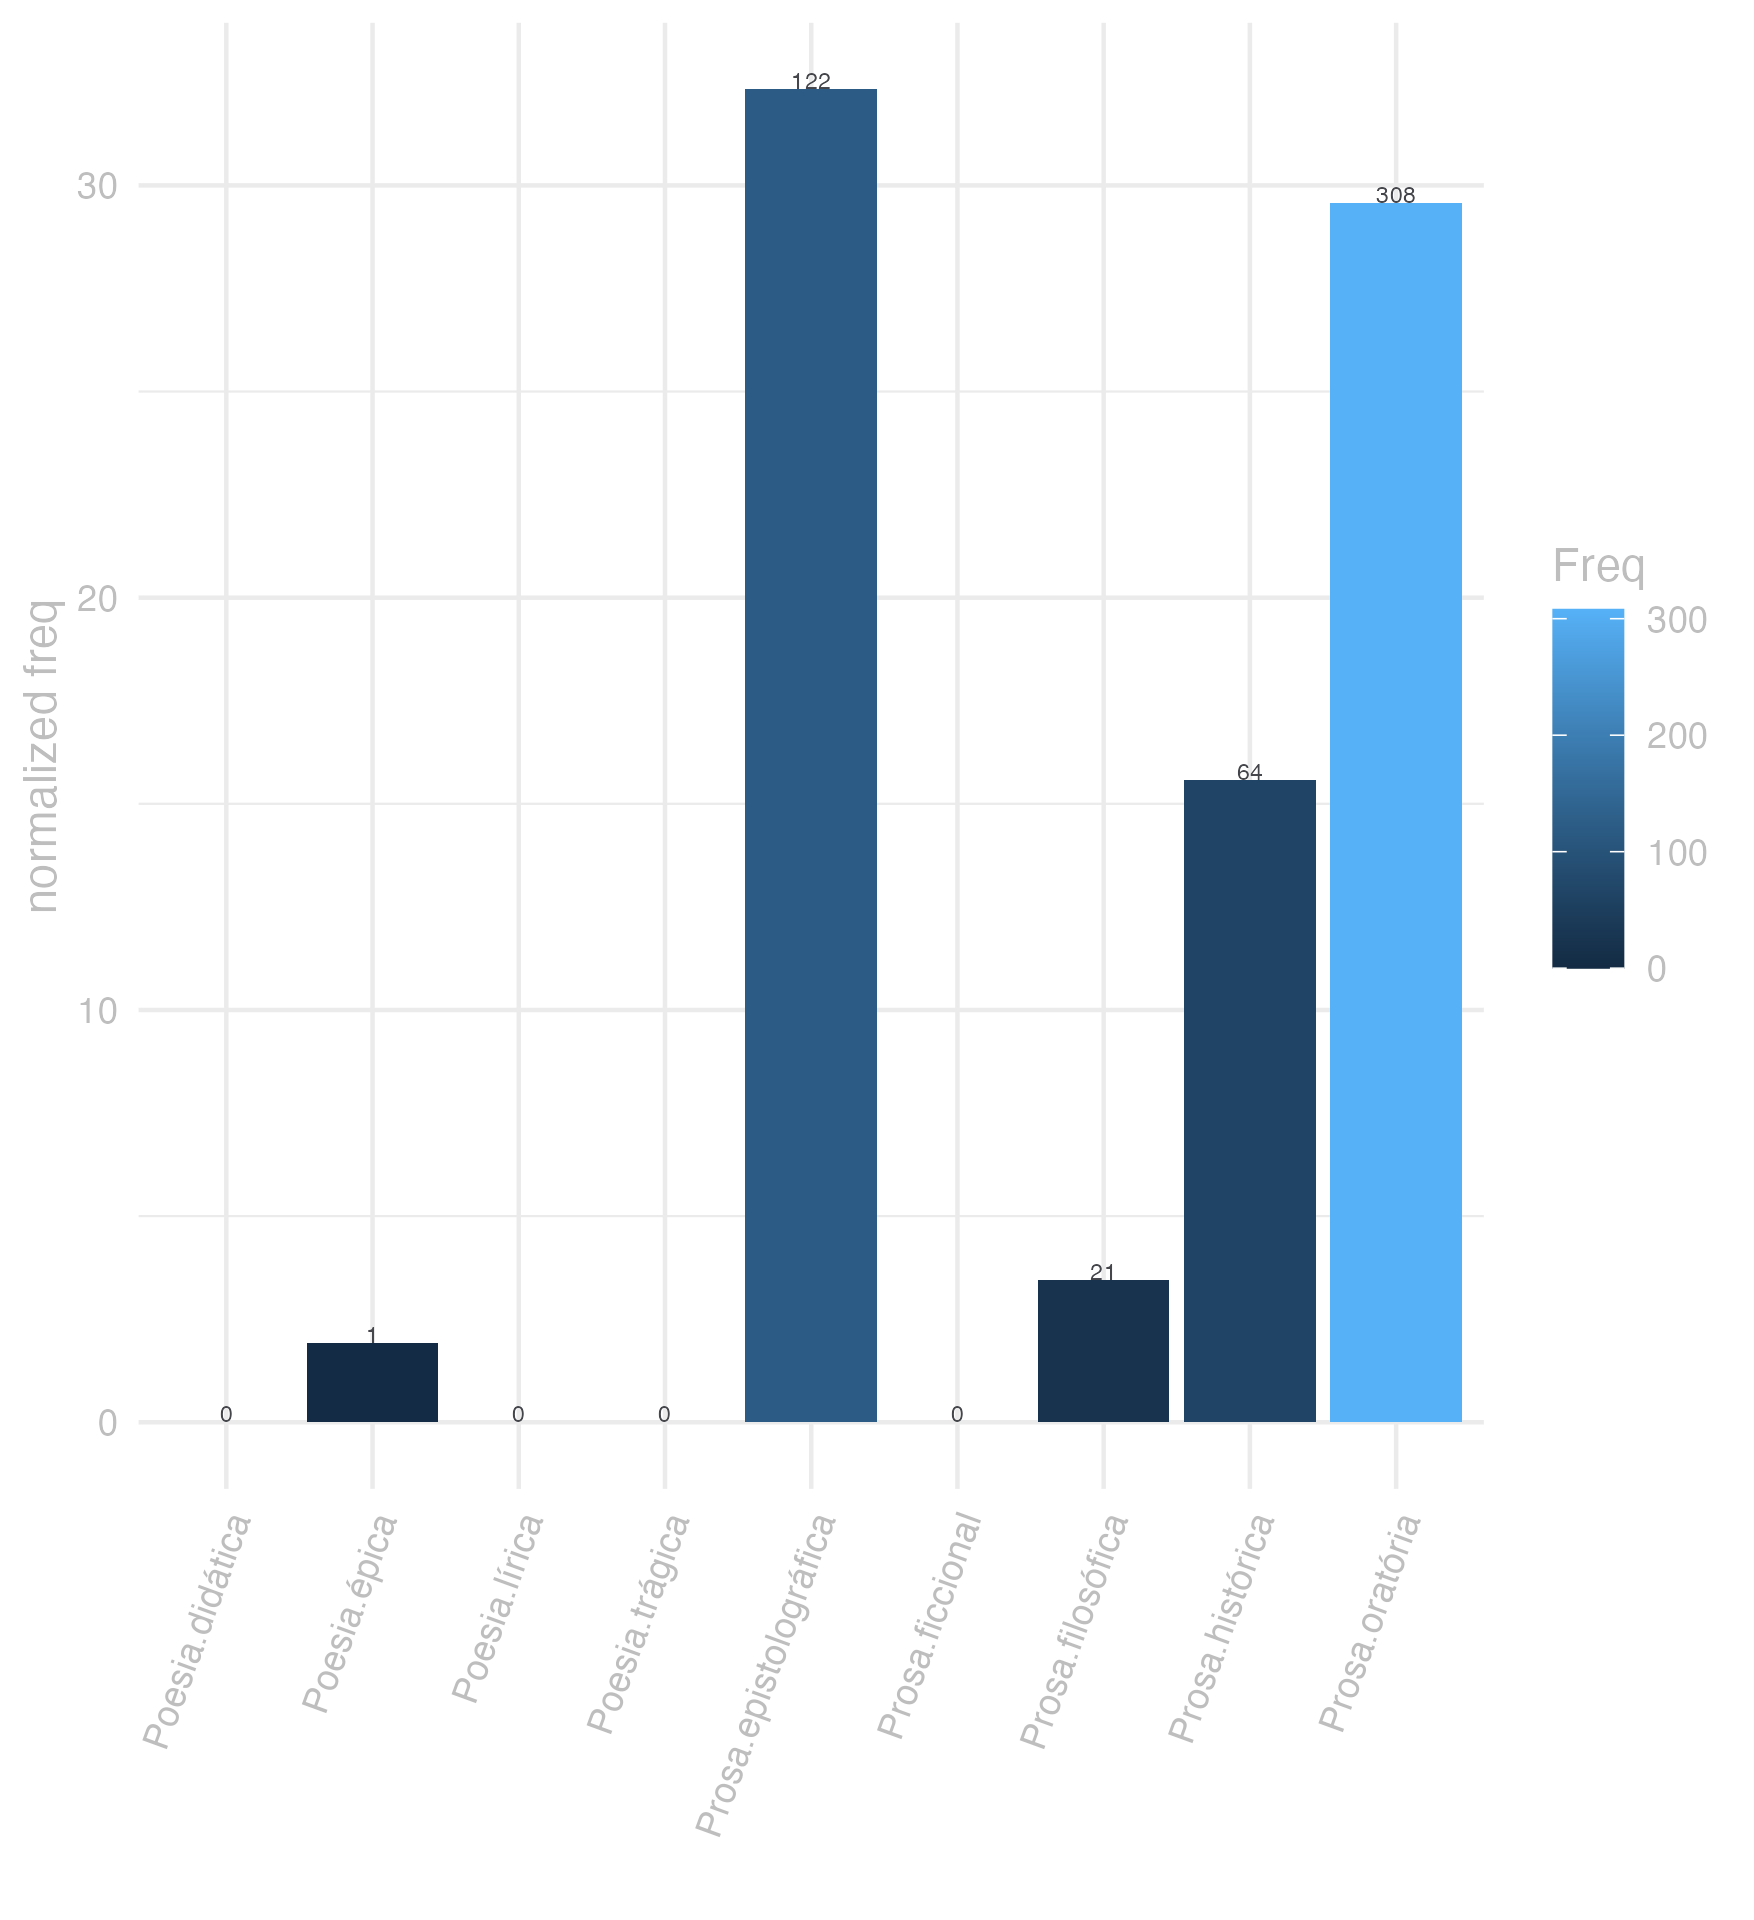 122
30
308
Freq
300
normalized freq
20
200
64
100
0
10
21
1
0
0
0
0
0
Poesia.didática
Poesia.épica
Poesia.lírica
Poesia.trágica
Prosa.epistolográfica
Prosa.ficcional
Prosa.filosófica
Prosa.histórica
Prosa.oratória